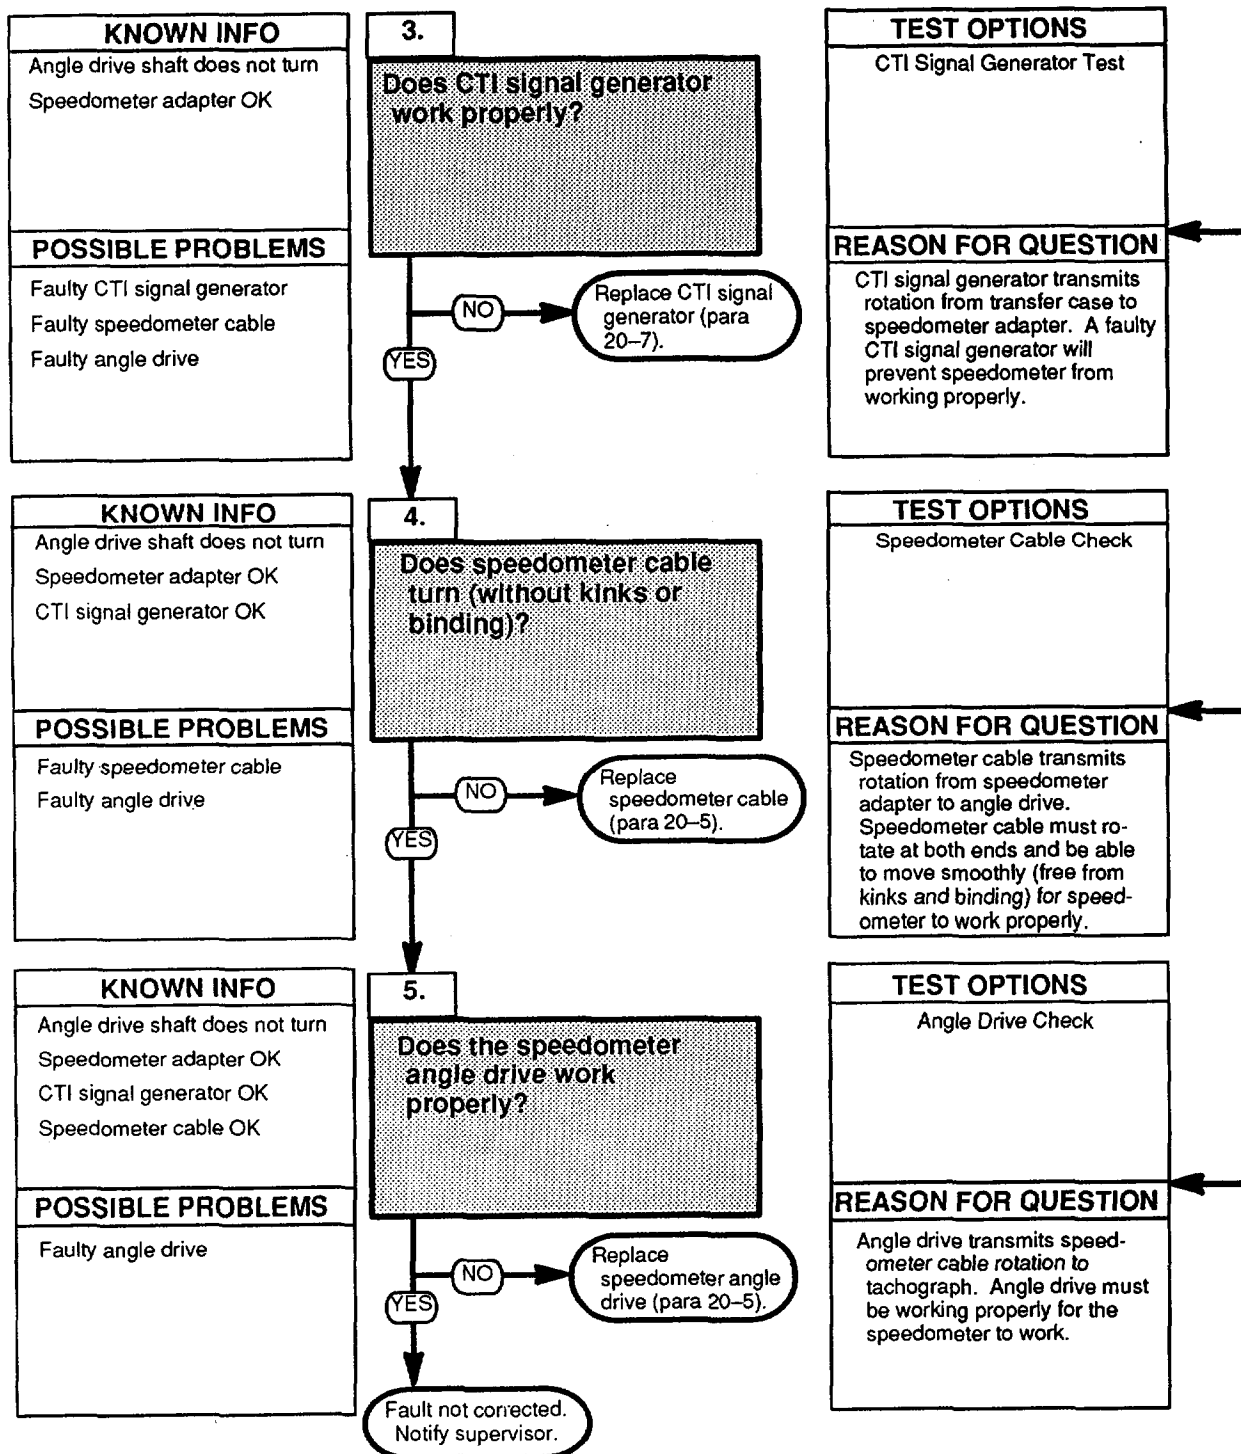 KNOWN INFO
Angle drive shaft does not turn
Speedometer adapter OK
POSSIBLE PROBLEMS
Faulty CTI signal generator
Faulty speedometer cable
Faulty angle drive
3.
Does CTI signal generator
work properly?
NO
Replace CTI signal
generator (para
20–7).
YES
TEST OPTIONS
CTI Signal Generator Test
REASON FOR QUESTION
CTI signal generator transmits
rotation from transfer case to
speedometer adapter. A faulty
CTI signal generator will
prevent speedometer from
working properly.
KNOWN INFO
Angle drive shaft does not turn
Speedometer adapter OK
CTI signal generator OK
POSSIBLE PROBLEMS
Faulty speedometer cable
Faulty angle drive
4.
Does speedometer cable
turn (without kinks or
binding)?
NO
Replace
speedometer cable
(para 20–5).
YES
TEST OPTIONS
Speedometer Cable Check
REASON FOR QUESTION
Speedometer cable transmits
rotation from speedometer
adapter to angle drive.
Speedometer cable must ro-
tate at both ends and be able
to move smoothly (free from
kinks and binding) for speed-
ometer to work properly.
KNOWN INFO
Angle drive shaft does not turn
Speedometer adapter OK
CTI signal generator OK
Speedometer cable OK
POSSIBLE PROBLEMS
Faulty angle drive
5.
Does the speedometer
angle drive work
properly?
NO
Replace
speedometer angle
drive (para 20–5).
YES
Fault not corrected.
Notify supervisor.
TEST OPTIONS
Angle Drive Check
REASON FOR QUESTION
Angle drive transmits speed-
ometer cable rotation to
tachograph. Angle drive must
be working properly for the
speedometer to work.